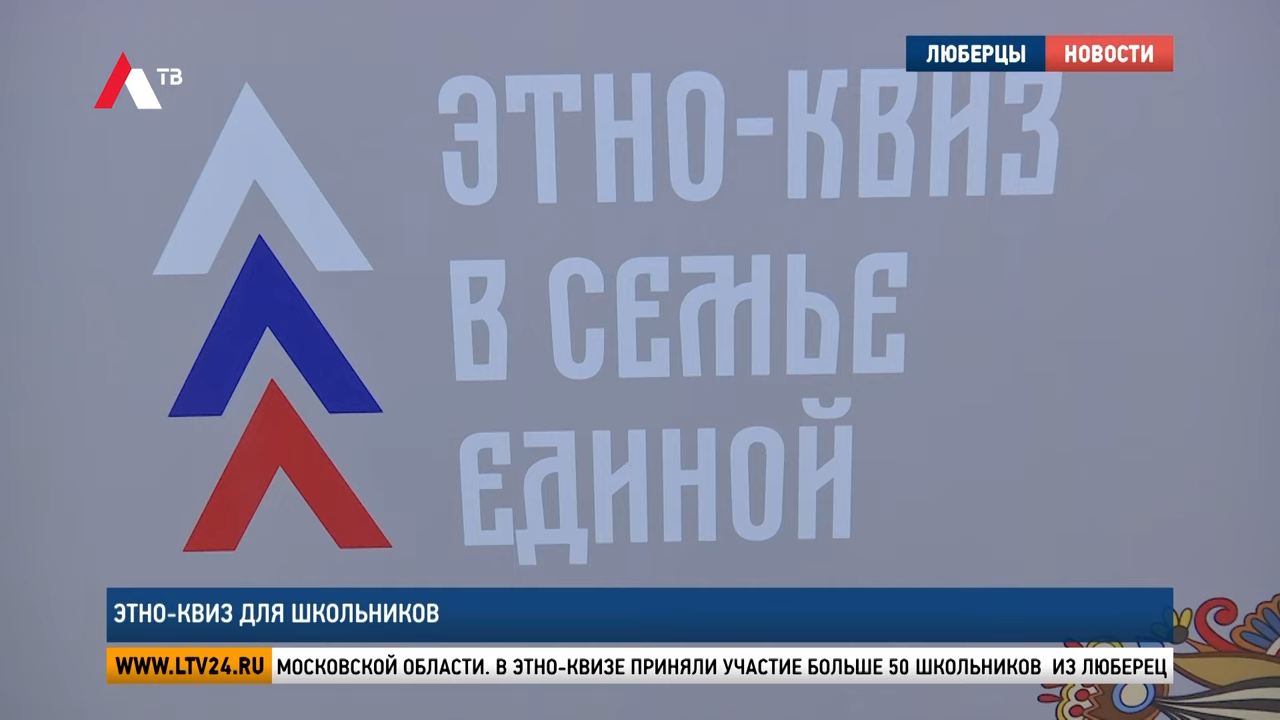 ТВ
ЛЮБЕРЦЫ НОВОСТИ
ЭТНО-КВИЗ
В СЕМЬЕ
ЕДИНОЙ
ЭТНО-КВИЗ ДЛЯ ШКОЛЬНИКОВ
WWW.LTV24.RU МОСКОВСКОЙ ОБЛАСТИ. В ЭТНО-КВИЗЕ ПРИНЯЛИ УЧАСТИЕ БОЛЬШЕ 50 ШКОЛЬНИКОВ ИЗ ЛЮБЕРЕЦ